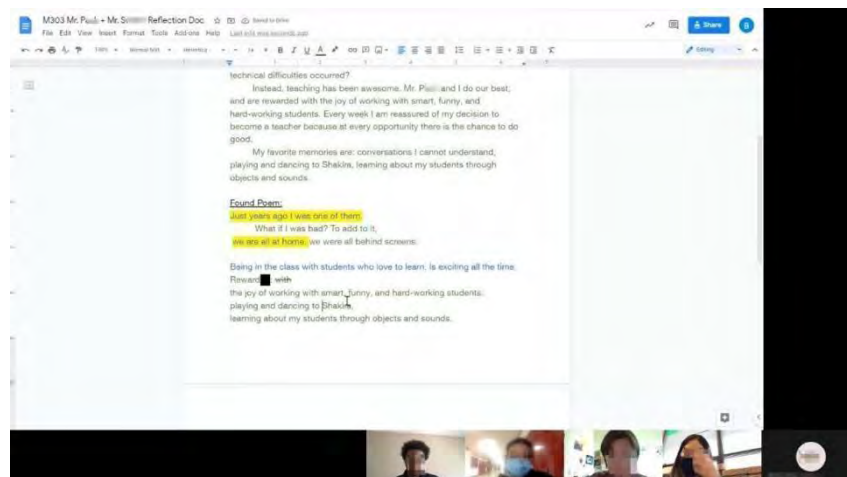 M303 Mr. P + Mr. S Reflection Doc
File Edit View Insert Format Tools Add-ons Help
Share
B
100% Normal text
B I U A
Editing
technical difficulties occurred?
Instead, teaching has been awesome. Mr. P and I do our best,
and are rewarded with the joy of working with smart, funny, and
hard-working students. Every week I am reassured of my decision to
become a teacher because at every opportunity there is the chance to do
good.
My favorite memories are: conversations I cannot understand,
playing and dancing to Shakira, learning about my students through
objects and sounds.
Found Poem:
Just years ago I was one of them.
What if I was bad? To add to it,
we are all at home, we were all behind screens.
Being in the class with students who love to learn, is exciting all the time.
Reward with
the joy of working with smart, funny, and hard-working students.
playing and dancing to Shakira,
learning about my students through objects and sounds.